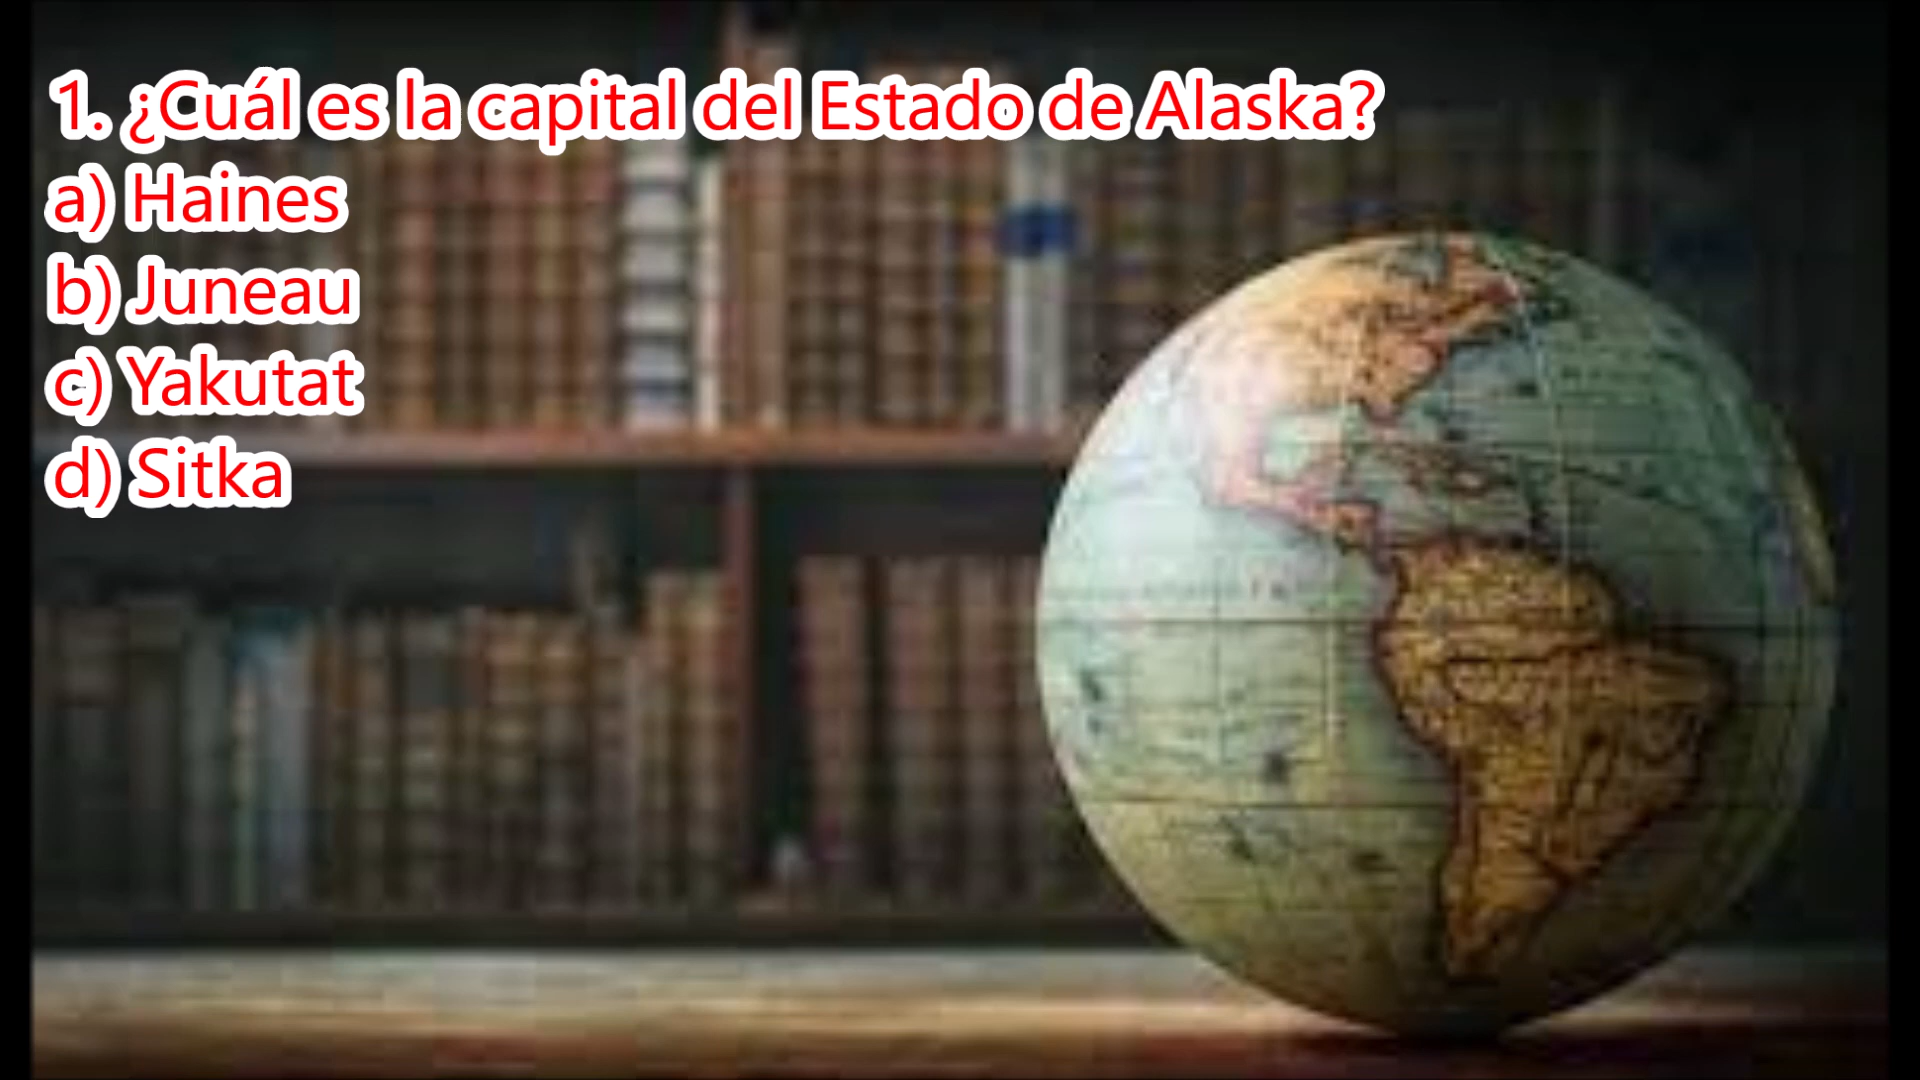 1. ¿Cuál es la capital del Estado de Alaska?
a) Haines
b) Juneau
c) Yakutat
d) Sitka